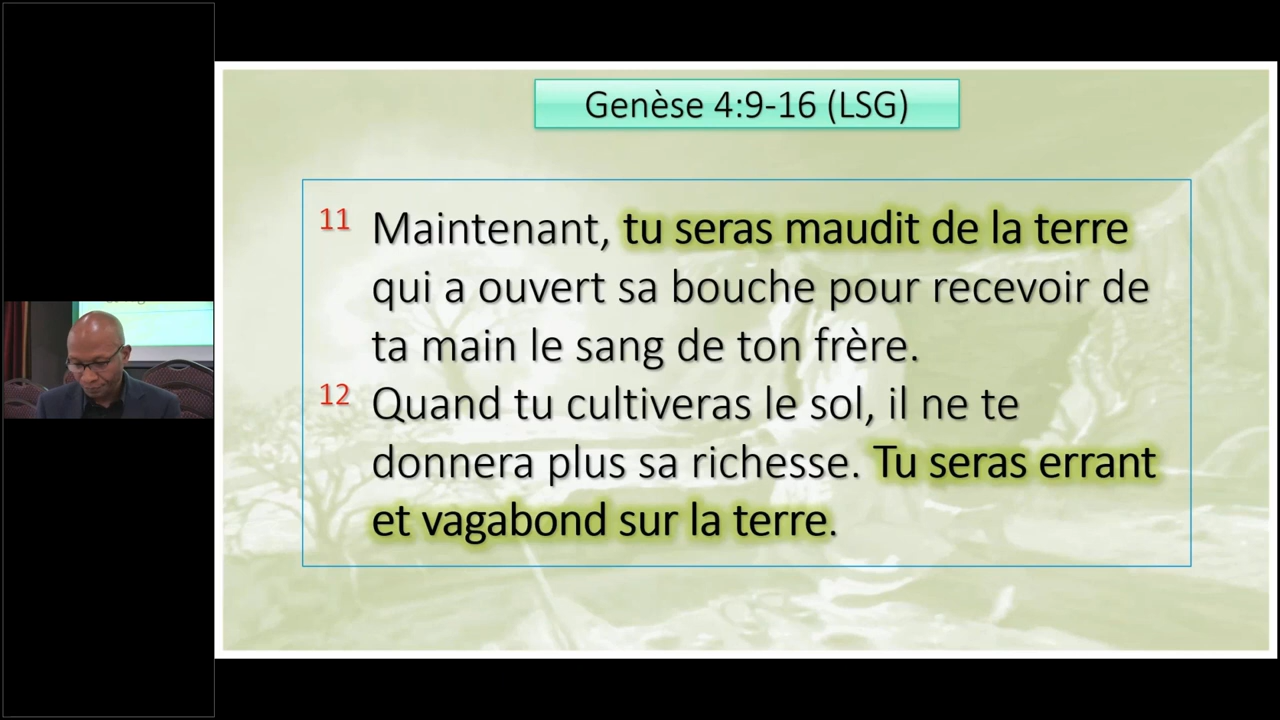 Genèse 4:9-16 (LSG)
11 Maintenant, tu seras maudit de la terre
qui a ouvert sa bouche pour recevoir de
ta main le sang de ton frère.
12 Quand tu cultiveras le sol, il ne te
donnera plus sa richesse. Tu seras errant
et vagabond sur la terre.